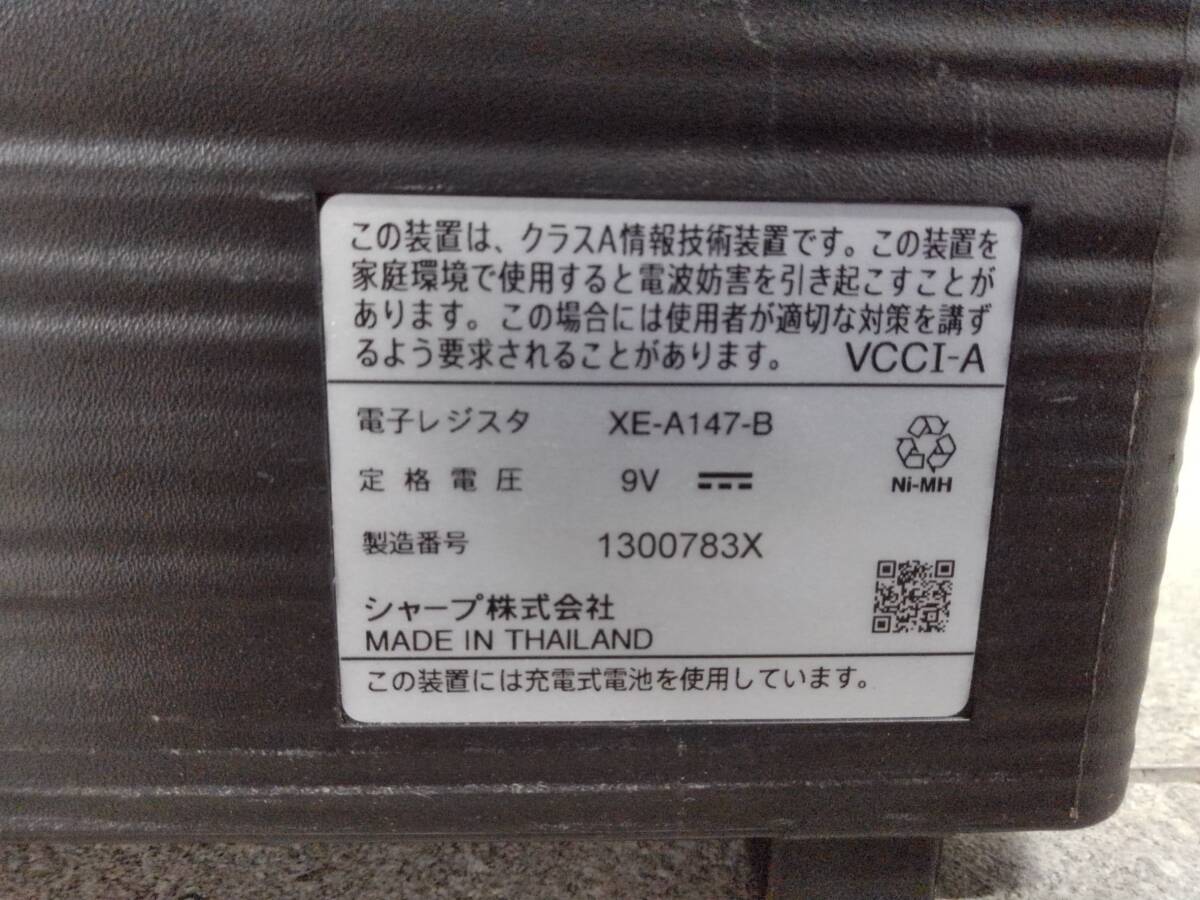 この装置は、クラスA情報技術装置です。この装置を
家庭環境で使用すると電波妨害を引き起こすことが
あります。この場合には使用者が適切な対策を講ず
るよう要求されることがあります。 VCCI-A
電子レジスタ XE-A147-B
定格電圧 9V
Ni-MH
製造番号 1300783X
シャープ株式会社
MADE IN THAILAND
この装置には充電式電池を使用しています。